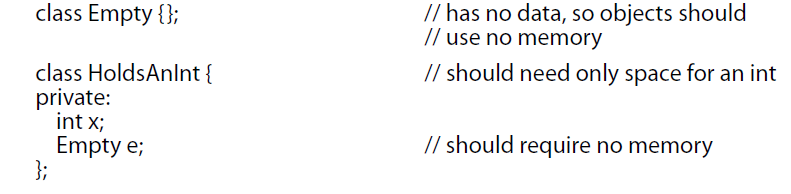 class Empty {}; // has no data, so objects should
// use no memory
class HoldsAnInt { // should need only space for an int
private:
int x;
Empty e; // should require no memory
};